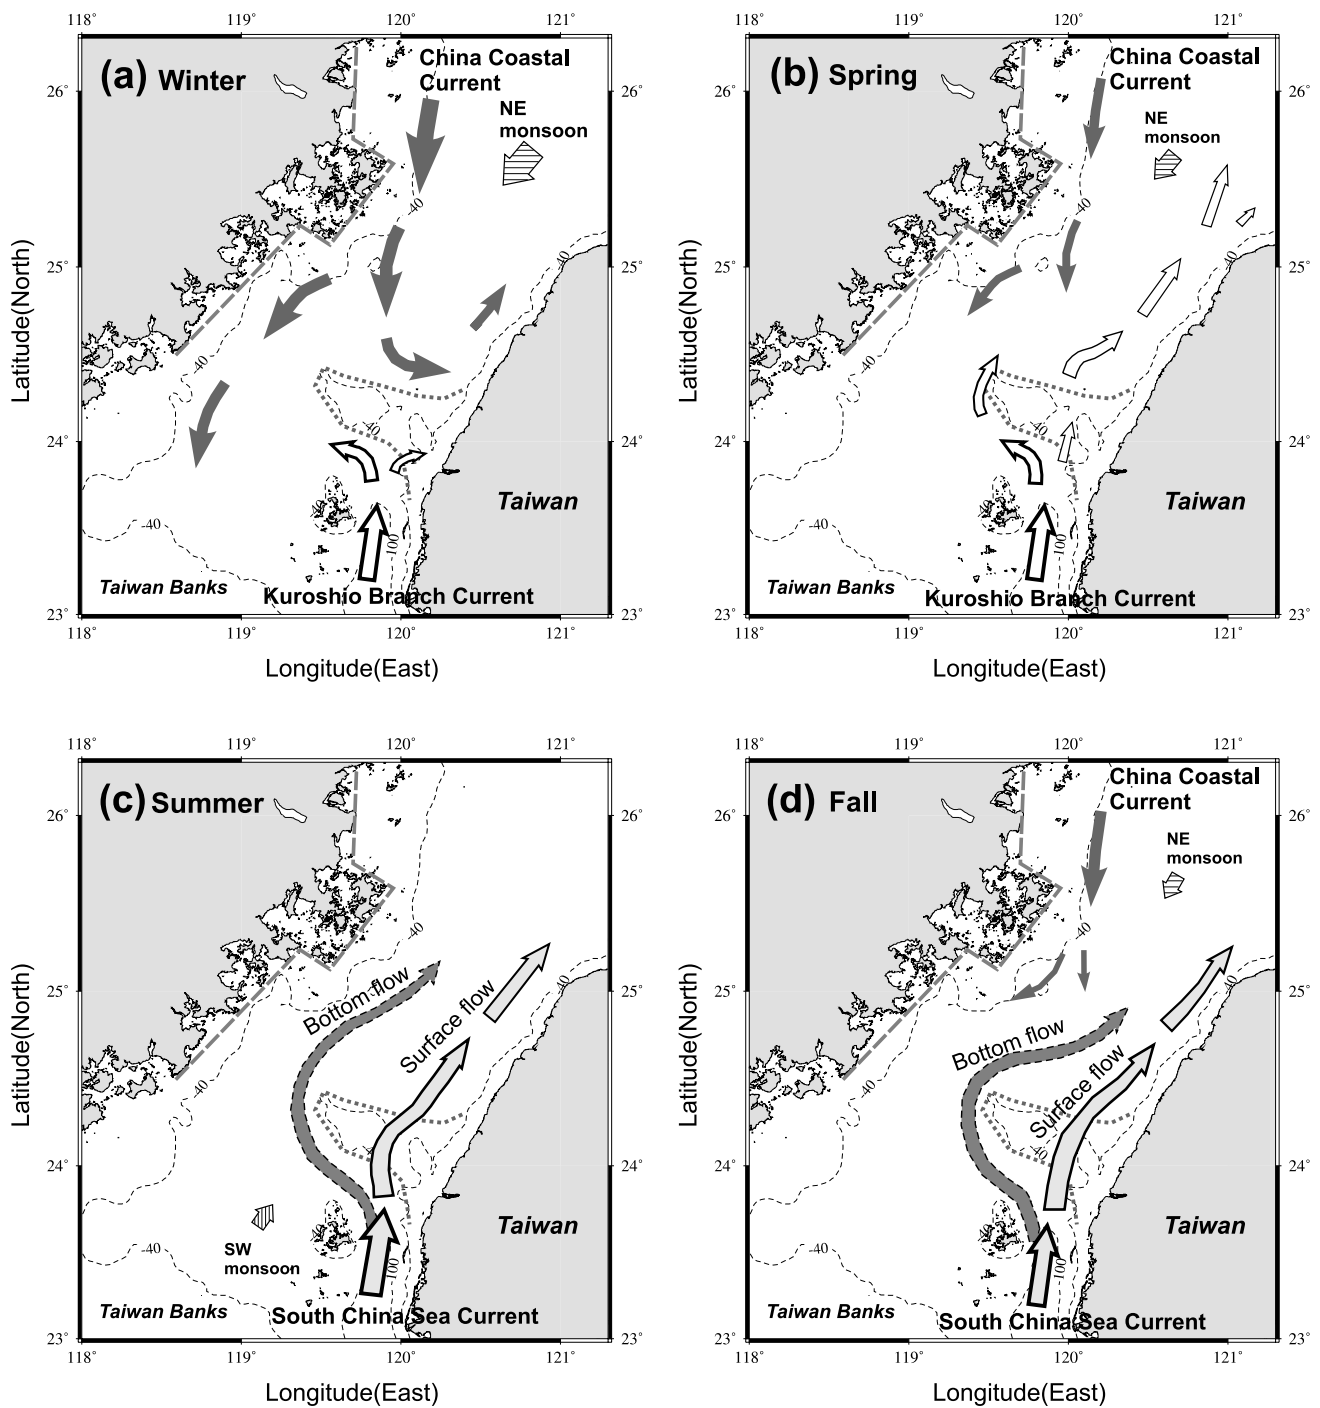 118˚ 119˚ 120˚ 121˚
(a) Winter
China Coastal
Current
NE
monsoon
26˚ 26˚
-40
25˚ 25˚
-40
-40
-40
24˚ 24˚
-40
-40
-100
Taiwan
Taiwan Banks
Kuroshio Branch Current
23˚ 23˚
118˚ 119˚ 120˚ 121˚
Latitude(North)
Longitude(East)
118˚ 119˚ 120˚ 121˚
(b) Spring
China Coastal
Current
NE
monsoon
26˚ 26˚
-40
25˚ 25˚
-40
-40
-40
24˚ 24˚
-40
-40
-100
Taiwan
Taiwan Banks
Kuroshio Branch Current
23˚ 23˚
118˚ 119˚ 120˚ 121˚
Latitude(North)
Longitude(East)
118˚ 119˚ 120˚ 121˚
(c) Summer
26˚ 26˚
-40
25˚ 25˚
-40
Bottom flow
Surface flow
-40
-40
24˚ 24˚
-40
-40
-100
SW
monsoon
Taiwan
Taiwan Banks
South China Sea Current
23˚ 23˚
118˚ 119˚ 120˚ 121˚
Latitude(North)
Longitude(East)
118˚ 119˚ 120˚ 121˚
(d) Fall
China Coastal
Current
NE
monsoon
26˚ 26˚
-40
25˚ 25˚
-40
Bottom flow
Surface flow
-40
-40
24˚ 24˚
-40
-40
-100
Taiwan
Taiwan Banks
South China Sea Current
23˚ 23˚
118˚ 119˚ 120˚ 121˚
Latitude(North)
Longitude(East)